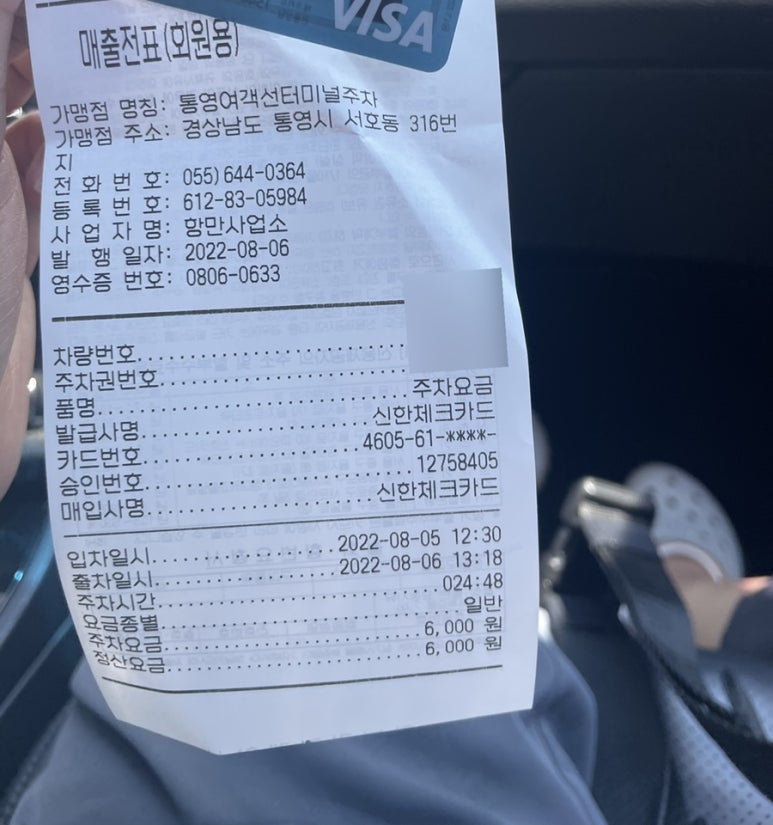 VISA
매출전표(회원용)
가맹점 명칭: 통영여객선터미널주차
가맹점 주소: 경상남도 통영시 서호동 316번
지
전 화 번 호: 055)644-0364
등 록 번 호: 612-83-05984
사 업 자 명: 항만사업소
발 행 일자: 2022-08-06
영수증 번호: 0806-0633
차량번호
주차권번호
품명 주차요금
발급사명 신한체크카드
카드번호 4605-61-****-
승인번호 12758405
매입사명 신한체크카드
입차일시 2022-08-05 12:30
출차일시 2022-08-06 13:18
주차시간 024:48
요금종별 일반
주차요금 6,000 원
정산요금 6,000 원